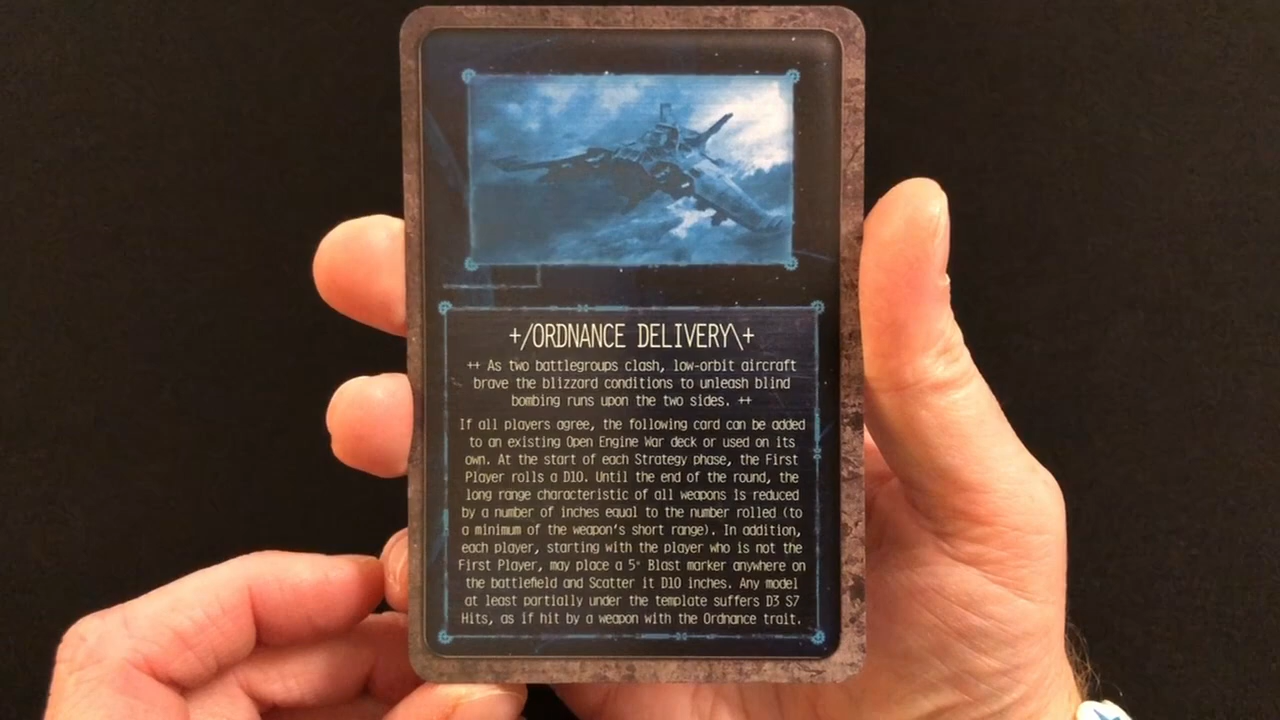 +/ORDNANCE DELIVERY\+
++ As two battlegroups clash, low-orbit aircraft
brave the blizzard conditions to unleash blind
bombing runs upon the two sides. ++
If all players agree, the following card can be added
to an existing Open Engine War deck or used on its
own. At the start of each Strategy phase, the First
Player rolls a D10. Until the end of the round, the
long range characteristic of all weapons is reduced
by a number of inches equal to the number rolled (to
a minimum of the weapon's short range). In addition,
each player, starting with the player who is not the
First Player, may place a 5" Blast marker anywhere on
the battlefield and Scatter it D10 inches. Any model
at least partially under the template suffers D3 S7
Hits, as if hit by a weapon with the Ordnance trait.